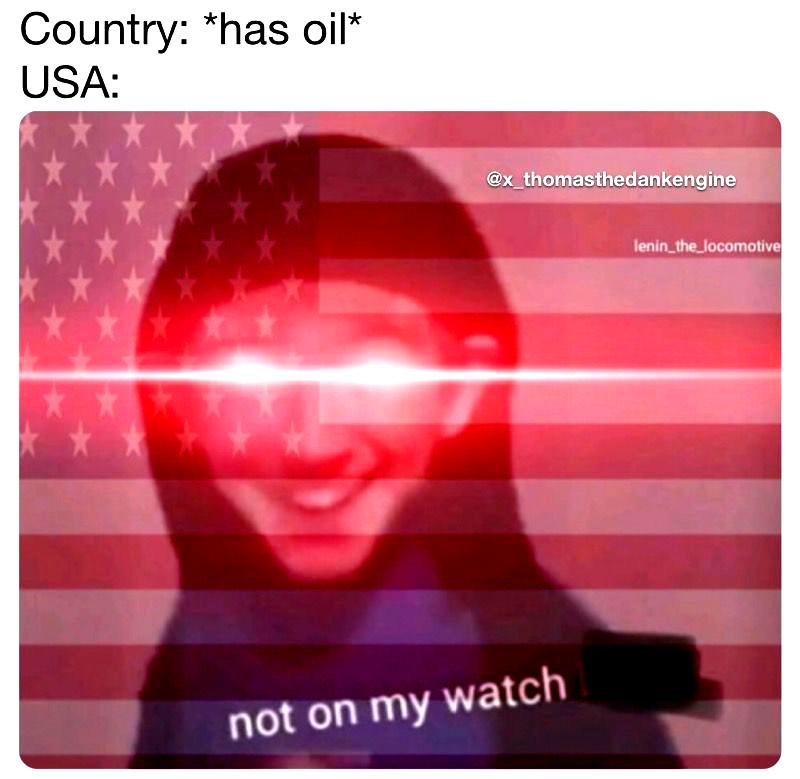 Country: *has oil*
USA:
@x_thomasthedankengine
lenin_the_locomotive
not on my watch